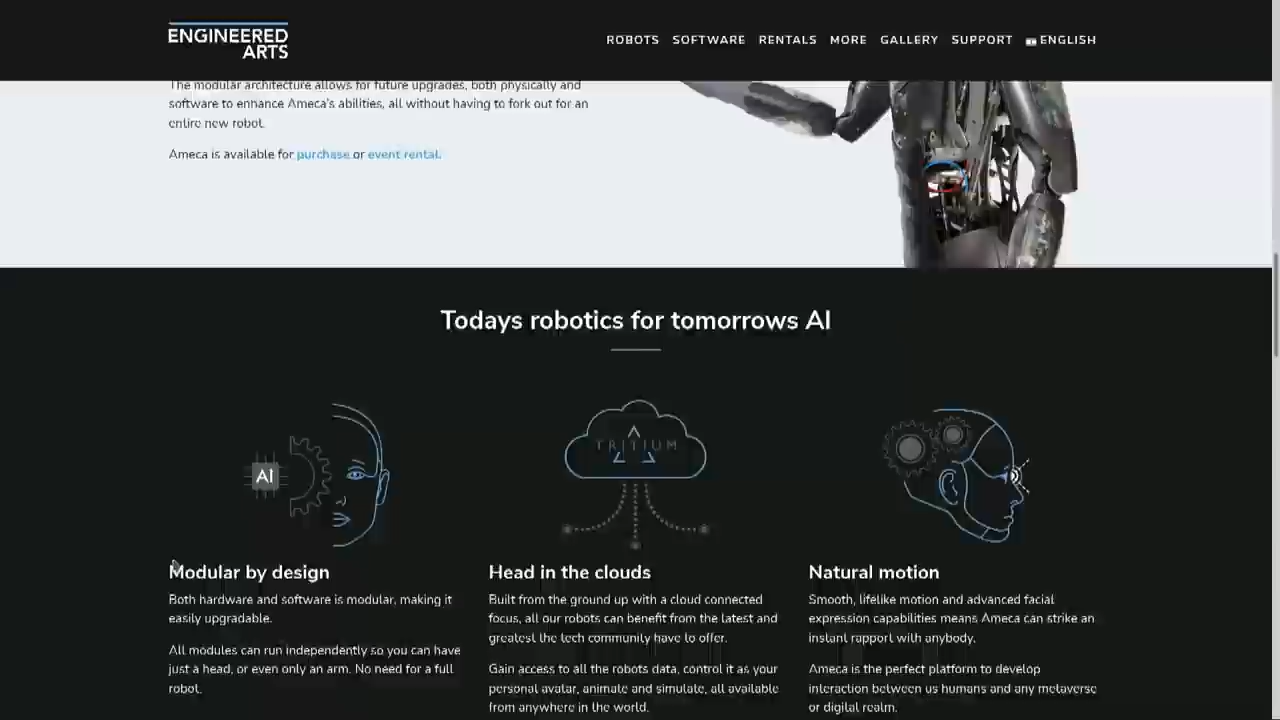 ENGINEERED
ARTS
ROBOTS SOFTWARE RENTALS MORE GALLERY SUPPORT ENGLISH
The modular architecture allows for future upgrades, both physically and
software to enhance Ameca's abilities, all without having to fork out for an
entire new robot.
Ameca is available for purchase or event rental.
Todays robotics for tomorrows AI
AI
TRITIUM
Modular by design
Both hardware and software is modular, making it
easily upgradable.
All modules can run independently so you can have
just a head, or even only an arm. No need for a full
robot.
Head in the clouds
Built from the ground up with a cloud connected
focus, all our robots can benefit from the latest and
greatest the tech community have to offer.
Gain access to all the robots data, control it as your
personal avatar, animate and simulate, all available
from anywhere in the world.
Natural motion
Smooth, lifelike motion and advanced facial
expression capabilities means Ameca can strike an
instant rapport with anybody.
Ameca is the perfect platform to develop
interaction between us humans and any metaverse
or digital realm.